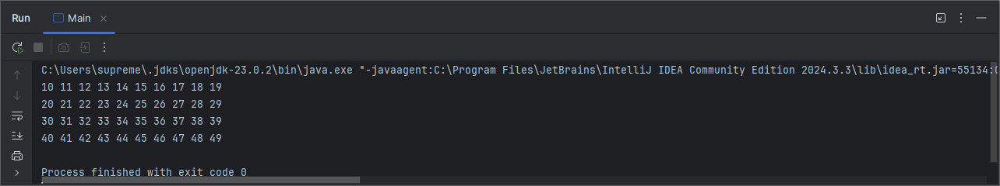 Run Main
C:\Users\supreme\.jdks\openjdk-23.0.2\bin\java.exe "-javaagent:C:\Program Files\JetBrains\IntelliJ IDEA Community Edition 2024.3.3\lib\idea_rt.jar=55134:
10 11 12 13 14 15 16 17 18 19
20 21 22 23 24 25 26 27 28 29
30 31 32 33 34 35 36 37 38 39
40 41 42 43 44 45 46 47 48 49
Process finished with exit code 0